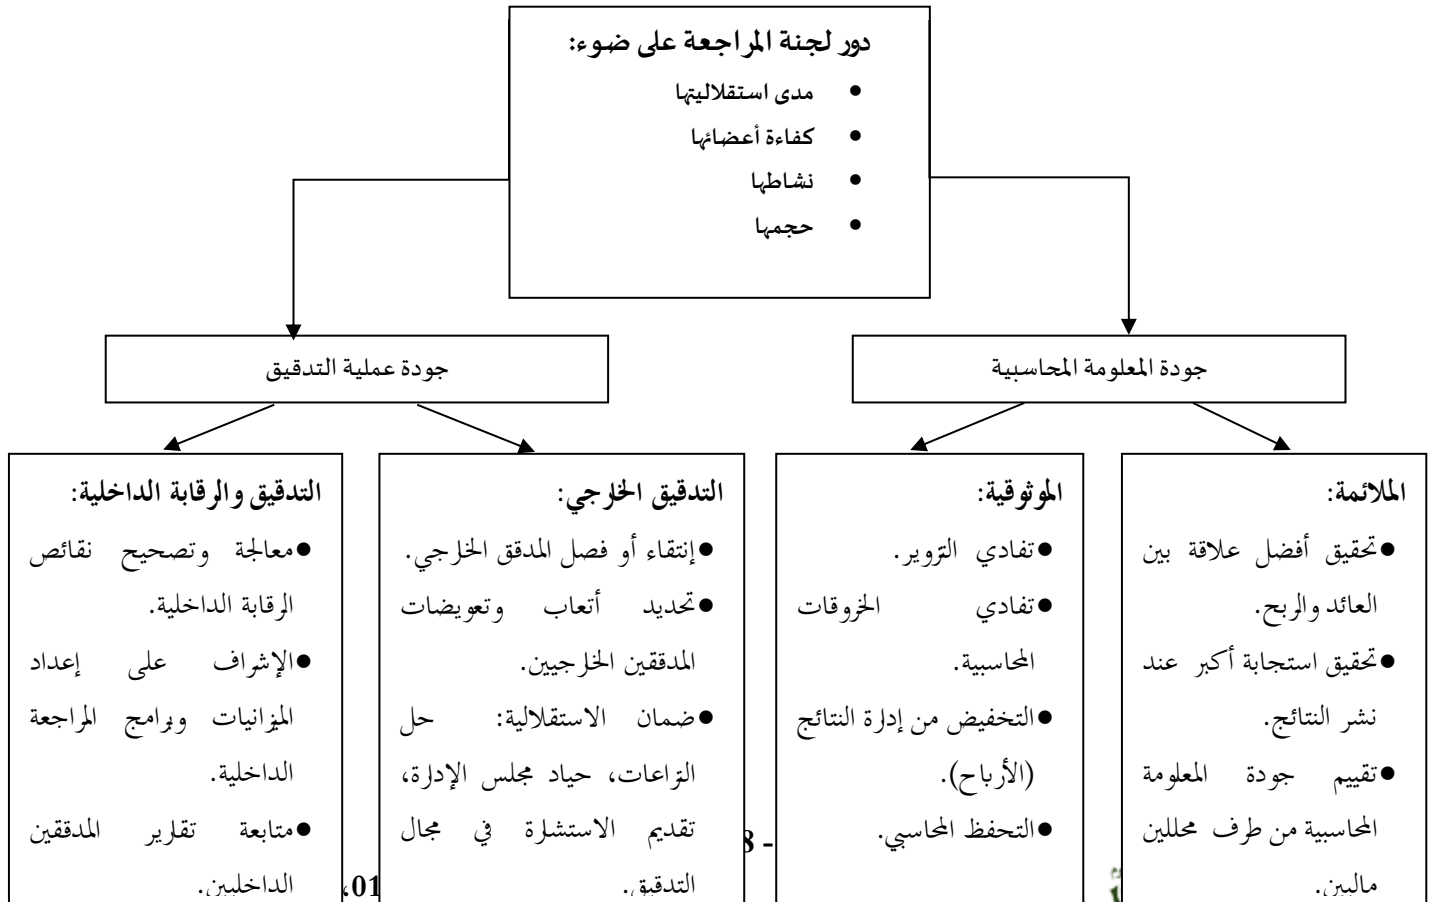 دور لجنة المراجعة على ضوء:
● مدى استقلاليتها
● كفاءة أعضائها
● نشاطها
● حجمها
جودة المعلومة المحاسبية
جودة عملية التدقيق
الملائمة:
●تحقيق أفضل علاقة بين
العائد والربح.
●تحقيق استجابة أكبر عند
نشر النتائج.
●تقييم جودة المعلومة
المحاسبية من طرف محللين
ماليين.
الموثوقية:
●تفادي التزوير.
●تفادي الخروقات
المحاسبية.
●التخفيض من إدارة النتائج
(الأرباح).
●التحفظ المحاسبي.
التدقيق الخارجي:
●إنتقاء أو فصل المدقق الخارجي.
●تحديد أتعاب وتعويضات
المدققين الخارجيين.
●ضمان الاستقلالية: حل
النزاعات، حياد مجلس الإدارة،
تقديم الاستشارة في مجال
التدقيق.
التدقيق والرقابة الداخلية:
●معالجة وتصحيح نقائص
الرقابة الداخلية.
●الإشراف على إعداد
الميزانيات وبرامج المراجعة
الداخلية.
●متابعة تقارير المدققين
الداخليين.
8 -
01،